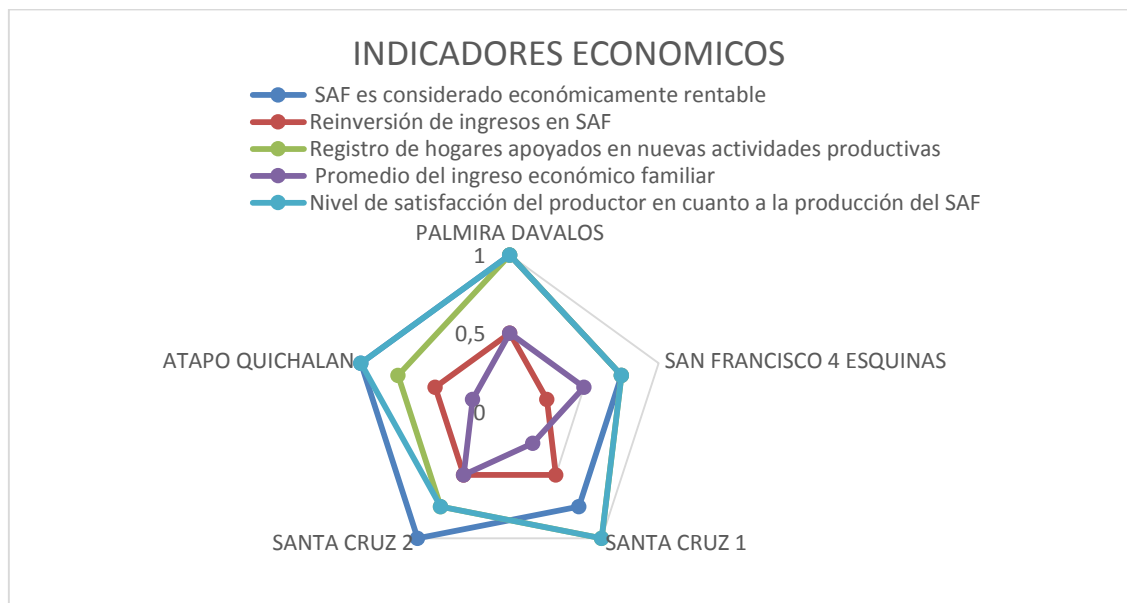 INDICADORES ECONOMICOS
SAF es considerado económicamente rentable
Reinversión de ingresos en SAF
Registro de hogares apoyados en nuevas actividades productivas
Promedio del ingreso económico familiar
Nivel de satisfacción del productor en cuanto a la producción del SAF
PALMIRA DAVALOS
1
0,5
ATAPO QUICHALAN
SAN FRANCISCO 4 ESQUINAS
0
SANTA CRUZ 2
SANTA CRUZ 1